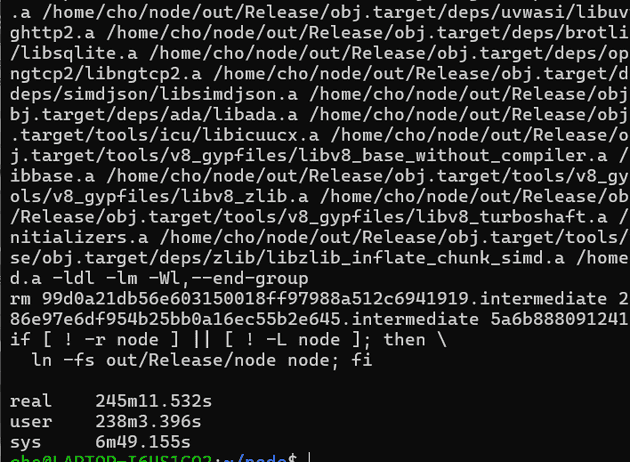 .a /home/cho/node/out/Release/obj.target/deps/uvwasi/libuv
ghttp2.a /home/cho/node/out/Release/obj.target/deps/brotli
/libsqlite.a /home/cho/node/out/Release/obj.target/deps/op
ngtcp2/libngtcp2.a /home/cho/node/out/Release/obj.target/d
deps/simdjson/libsimdjson.a /home/cho/node/out/Release/obj
bj.target/deps/ada/libada.a /home/cho/node/out/Release/obj
.target/tools/icu/libicuucx.a /home/cho/node/out/Release/o
j.target/tools/v8_gypfiles/libv8_base_without_compiler.a /
ibbase.a /home/cho/node/out/Release/obj.target/tools/v8_gy
ols/v8_gypfiles/libv8_zlib.a /home/cho/node/out/Release/ob
/Release/obj.target/tools/v8_gypfiles/libv8_turboshaft.a /
nitializers.a /home/cho/node/out/Release/obj.target/tools/
se/obj.target/deps/zlib/libzlib_inflate_chunk_simd.a /home
d.a -ldl -lm -Wl,--end-group
rm 99d0a21db56e603150018ff97988a512c6941919.intermediate 2
86e97e6df954b25bb0a16ec55b2e645.intermediate 5a6b888091241
if [ ! -r node ] || [ ! -L node ]; then \
  ln -fs out/Release/node node; fi
real    245m11.532s
user    238m3.396s
sys     6m49.155s
:~/node$